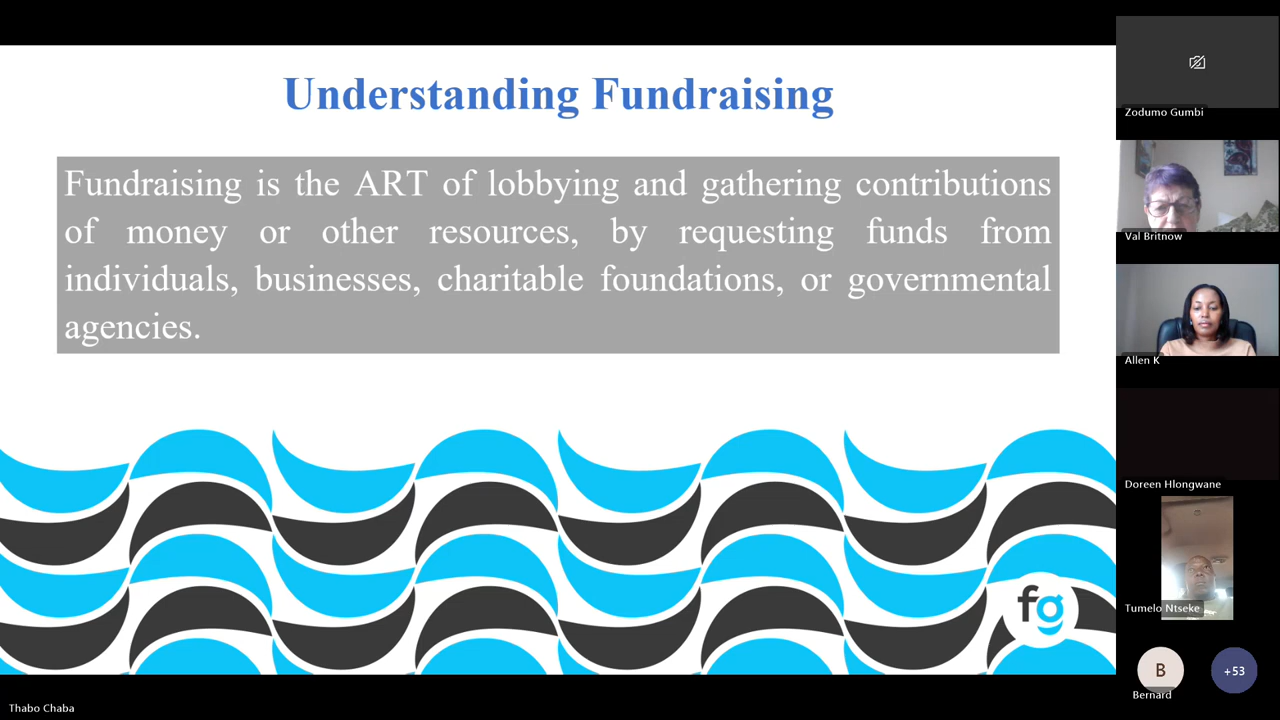 Understanding Fundraising
Fundraising is the ART of lobbying and gathering contributions
of money or other resources, by requesting funds from
individuals, businesses, charitable foundations, or governmental
agencies.
fg
Thabo Chaba
Zodumo Gumbi
Val Britnow
Allen K
Doreen Hlongwane
Tumelo Ntseke
B
Bernard
+53